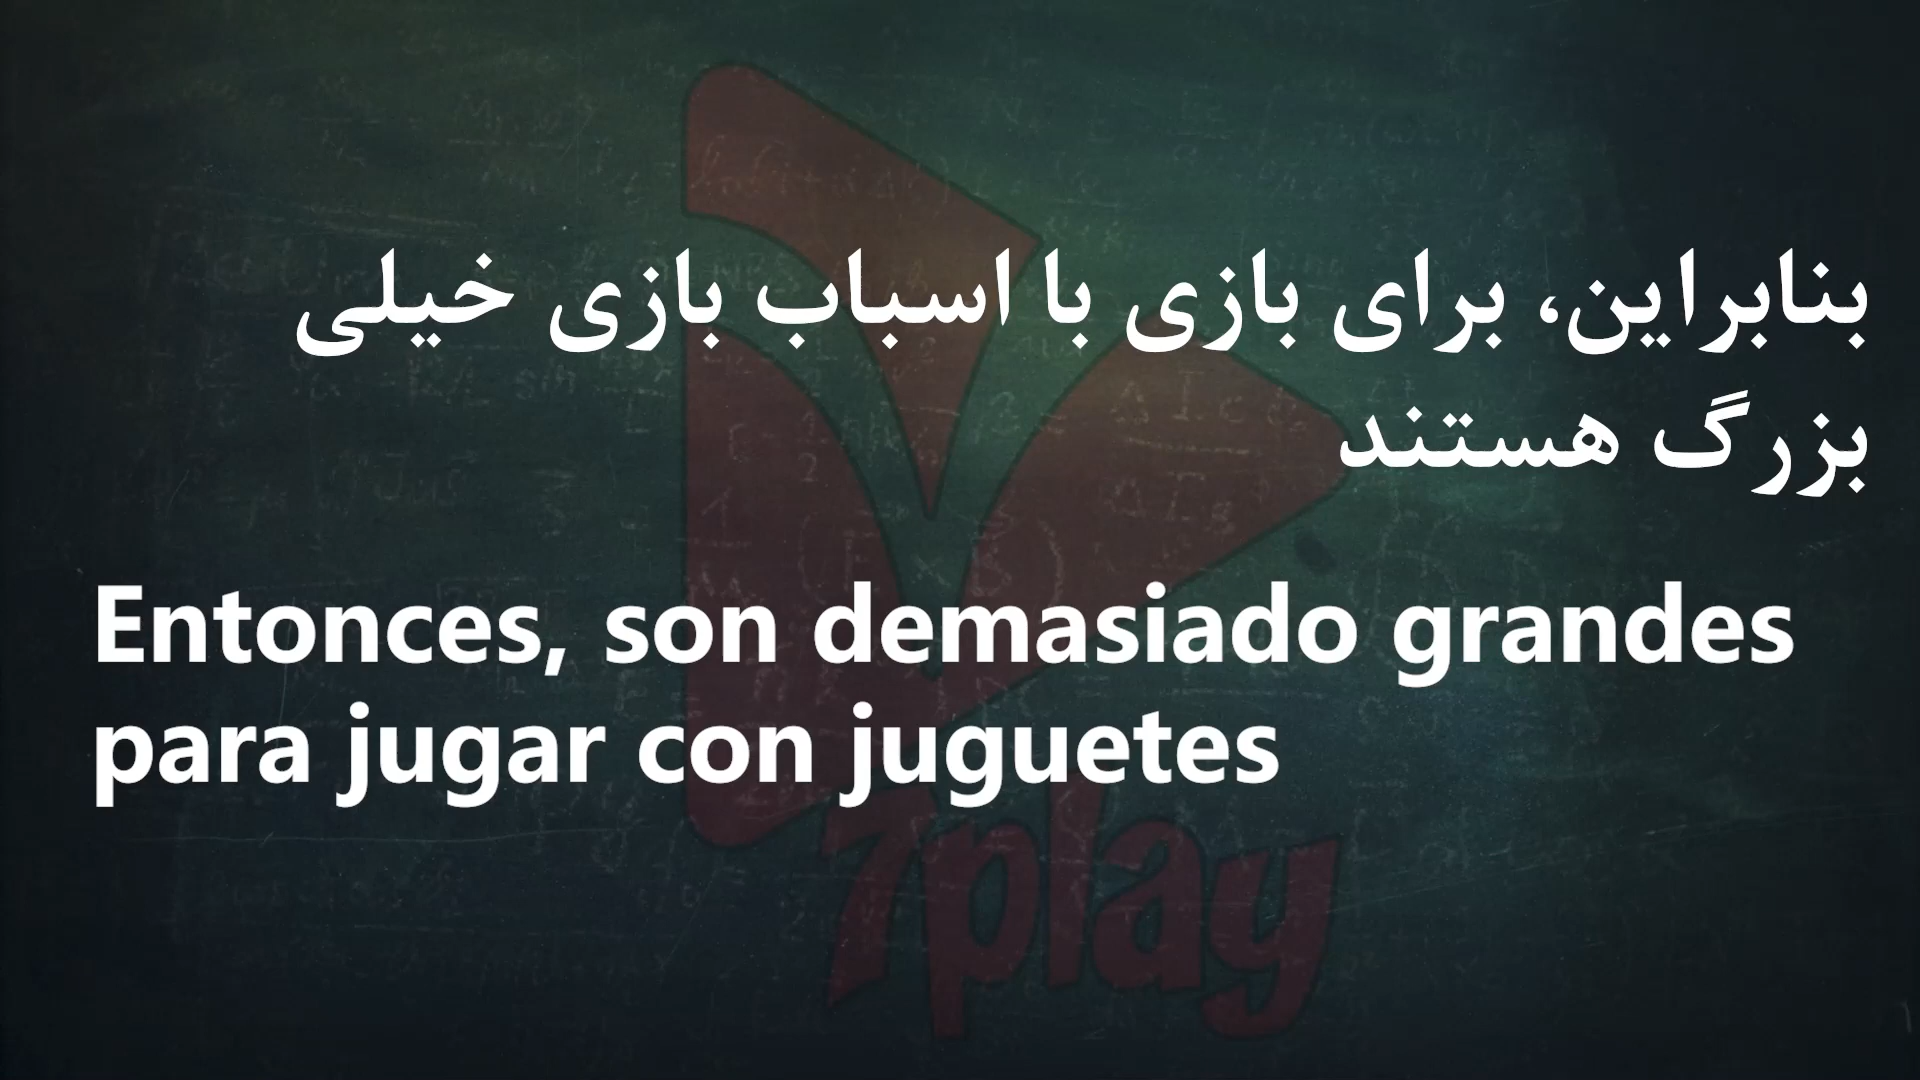 بنابراین، برای بازی با اسباب بازی خیلی
بزرگ هستند
Entonces, son demasiado grandes
para jugar con juguetes
7play